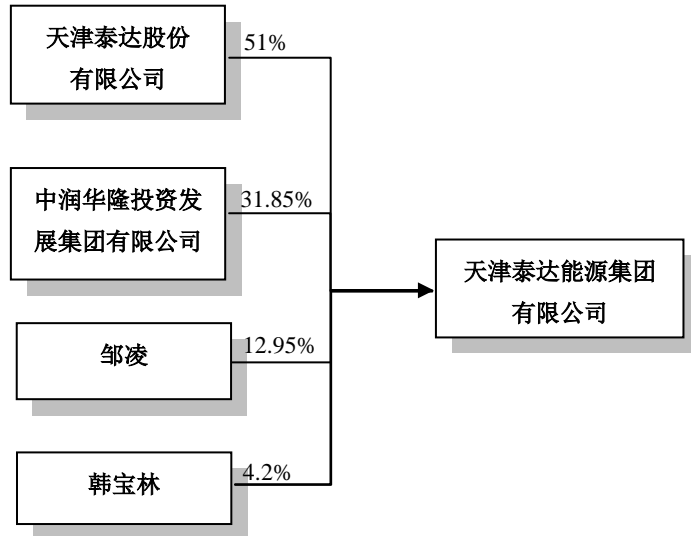 天津泰达股份
有限公司
51%
中润华隆投资发
展集团有限公司
31.85%
天津泰达能源集团
有限公司
邹凌
12.95%
韩宝林
4.2%